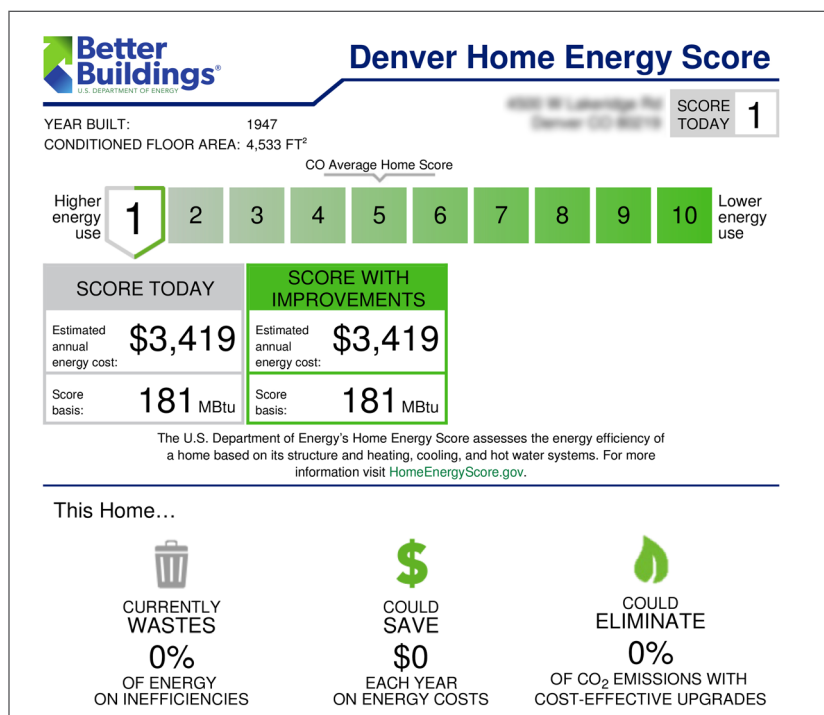 Better
Buildings®
U.S. DEPARTMENT OF ENERGY
Denver Home Energy Score
SCORE
TODAY
1
YEAR BUILT: 1947
CONDITIONED FLOOR AREA: 4,533 FT²
CO Average Home Score
Higher
energy
use
1 2 3 4 5 6 7 8 9 10
Lower
energy
use
SCORE TODAY
Estimated
annual
energy cost:
$3,419
Score
basis:
181 MBtu
SCORE WITH
IMPROVEMENTS
Estimated
annual
energy cost:
$3,419
Score
basis:
181 MBtu
The U.S. Department of Energy's Home Energy Score assesses the energy efficiency of
a home based on its structure and heating, cooling, and hot water systems. For more
information visit HomeEnergyScore.gov.
This Home…
CURRENTLY
WASTES
0%
OF ENERGY
ON INEFFICIENCIES
$
COULD
SAVE
$0
EACH YEAR
ON ENERGY COSTS
COULD
ELIMINATE
0%
OF CO₂ EMISSIONS WITH
COST-EFFECTIVE UPGRADES